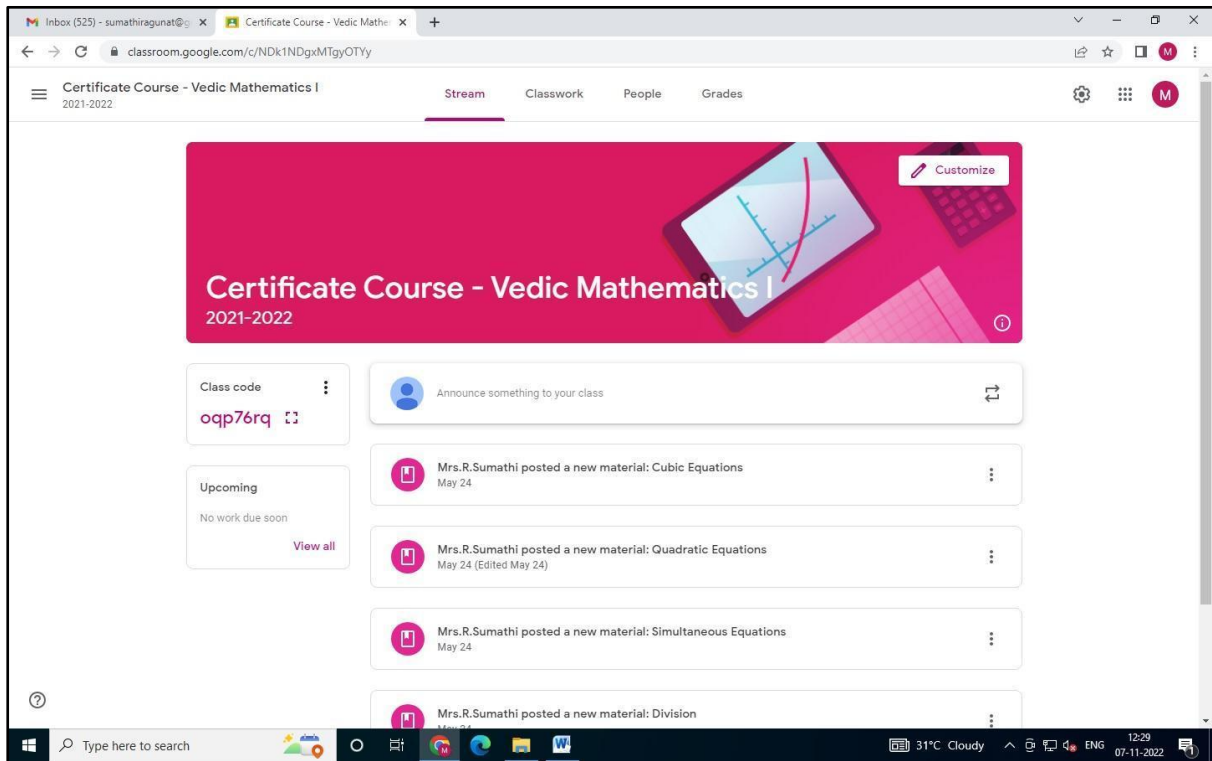 Inbox (525) - sumathiragunat@g
Certificate Course - Vedic Mathe
classroom.google.com/c/NDk1NDgxMTgyOTYy
M
Certificate Course - Vedic Mathematics I
2021-2022
Stream Classwork People Grades
M
Customize
Certificate Course - Vedic Mathematics I
2021-2022
Class code
oqp76rq
Upcoming
No work due soon
View all
Announce something to your class
Mrs.R.Sumathi posted a new material: Cubic Equations
May 24
Mrs.R.Sumathi posted a new material: Quadratic Equations
May 24 (Edited May 24)
Mrs.R.Sumathi posted a new material: Simultaneous Equations
May 24
Mrs.R.Sumathi posted a new material: Division
May 24
Type here to search
31°C Cloudy
ENG
12:29
07-11-2022